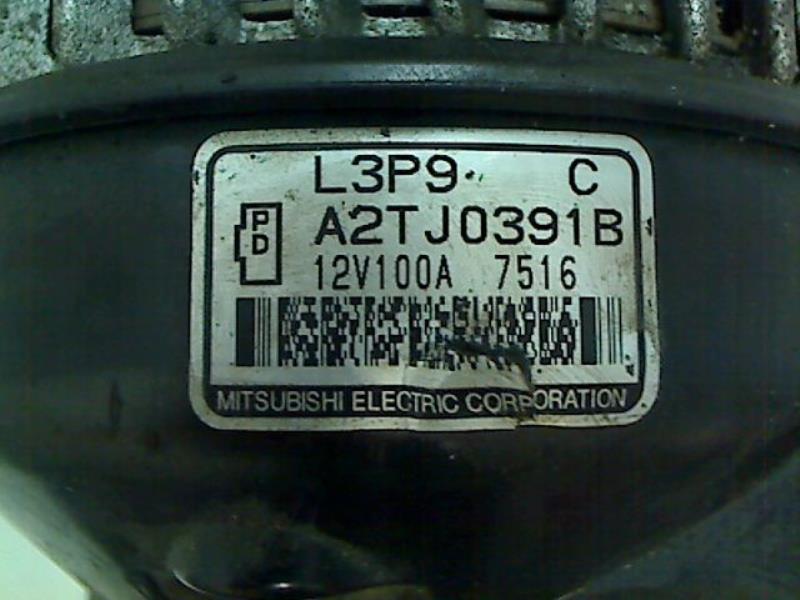 L3P9 C
PD A2TJ0391B
12V100A 7516
MITSUBISHI ELECTRIC CORPORATION